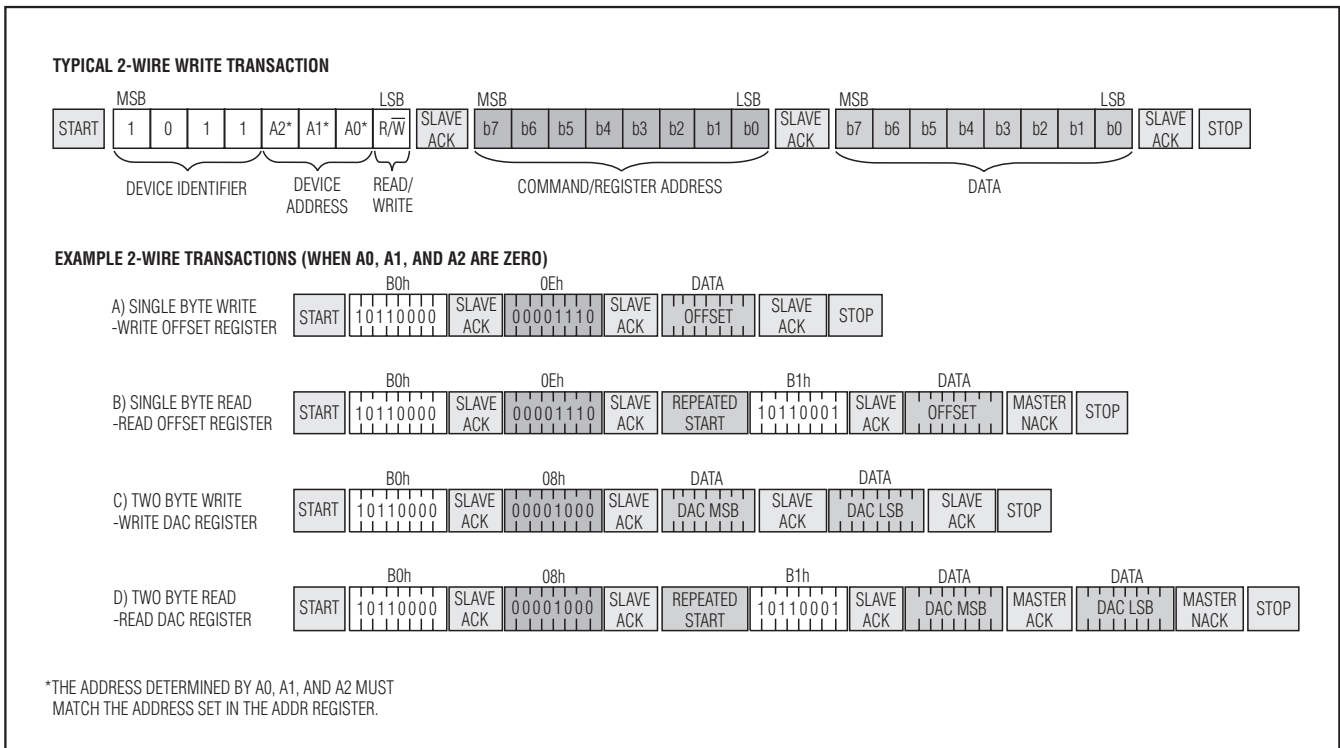 TYPICAL 2-WIRE WRITE TRANSACTION
MSB LSB MSB LSB MSB LSB
START 1 0 1 1 A2* A1* A0* R/W̅ SLAVE ACK b7 b6 b5 b4 b3 b2 b1 b0 SLAVE ACK b7 b6 b5 b4 b3 b2 b1 b0 SLAVE ACK STOP
DEVICE IDENTIFIER DEVICE ADDRESS READ/ WRITE COMMAND/REGISTER ADDRESS DATA
EXAMPLE 2-WIRE TRANSACTIONS (WHEN A0, A1, AND A2 ARE ZERO)
B0h 0Eh DATA
A) SINGLE BYTE WRITE
-WRITE OFFSET REGISTER
START 10110000 SLAVE ACK 00001110 SLAVE ACK OFFSET SLAVE ACK STOP
B0h 0Eh B1h DATA
B) SINGLE BYTE READ
-READ OFFSET REGISTER
START 10110000 SLAVE ACK 00001110 SLAVE ACK REPEATED START 10110001 SLAVE ACK OFFSET MASTER NACK STOP
B0h 08h DATA DATA
C) TWO BYTE WRITE
-WRITE DAC REGISTER
START 10110000 SLAVE ACK 00001000 SLAVE ACK DAC MSB SLAVE ACK DAC LSB SLAVE ACK STOP
B0h 08h B1h DATA DATA
D) TWO BYTE READ
-READ DAC REGISTER
START 10110000 SLAVE ACK 00001000 SLAVE ACK REPEATED START 10110001 SLAVE ACK DAC MSB MASTER ACK DAC LSB MASTER NACK STOP
*THE ADDRESS DETERMINED BY A0, A1, AND A2 MUST
MATCH THE ADDRESS SET IN THE ADDR REGISTER.